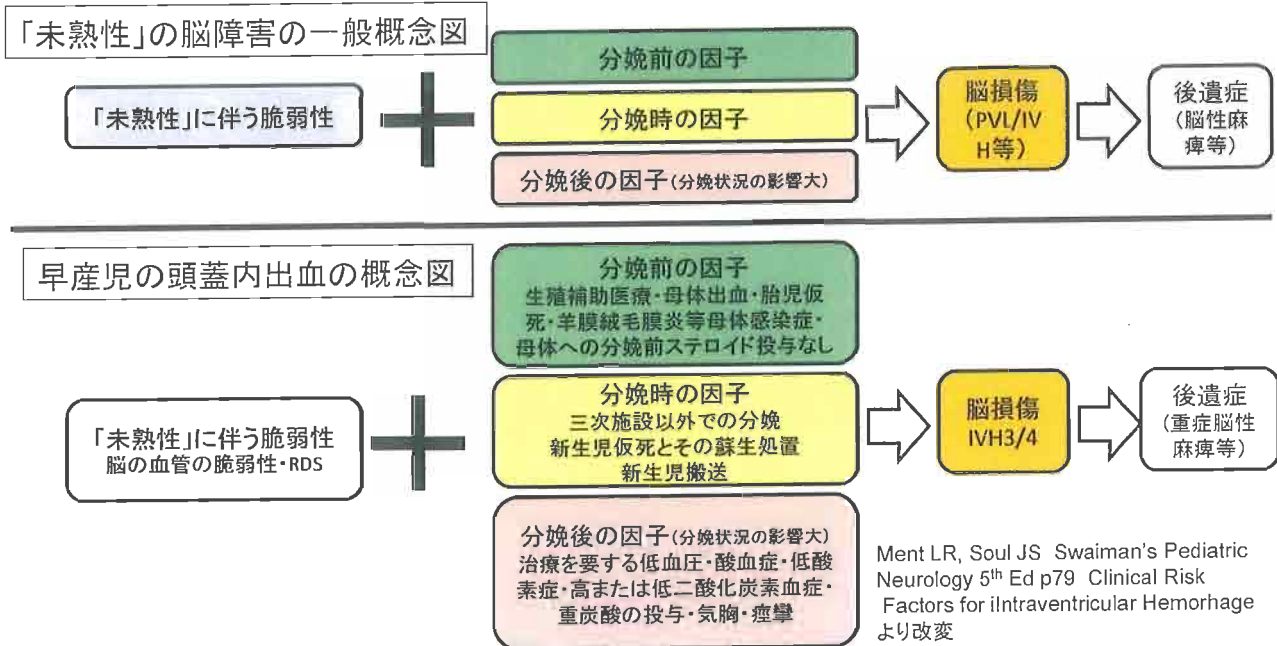 「未熟性」の脳障害の一般概念図
「未熟性」に伴う脆弱性
分娩前の因子
分娩時の因子
分娩後の因子(分娩状況の影響大)
脳損傷
(PVL/IV
H等)
後遺症
(脳性麻
痺等)
早産児の頭蓋内出血の概念図
「未熟性」に伴う脆弱性
脳の血管の脆弱性・RDS
分娩前の因子
生殖補助医療・母体出血・胎児仮
死・羊膜絨毛膜炎等母体感染症・
母体への分娩前ステロイド投与なし
分娩時の因子
三次施設以外での分娩
新生児仮死とその蘇生処置
新生児搬送
分娩後の因子(分娩状況の影響大)
治療を要する低血圧・酸血症・低酸
素症・高または低二酸化炭素血症・
重炭酸の投与・気胸・痙攣
脳損傷
IVH3/4
後遺症
(重症脳性
麻痺等)
Ment LR, Soul JS Swaiman's Pediatric
Neurology 5th Ed p79 Clinical Risk
Factors for iIntraventricular Hemorrhage
より改変